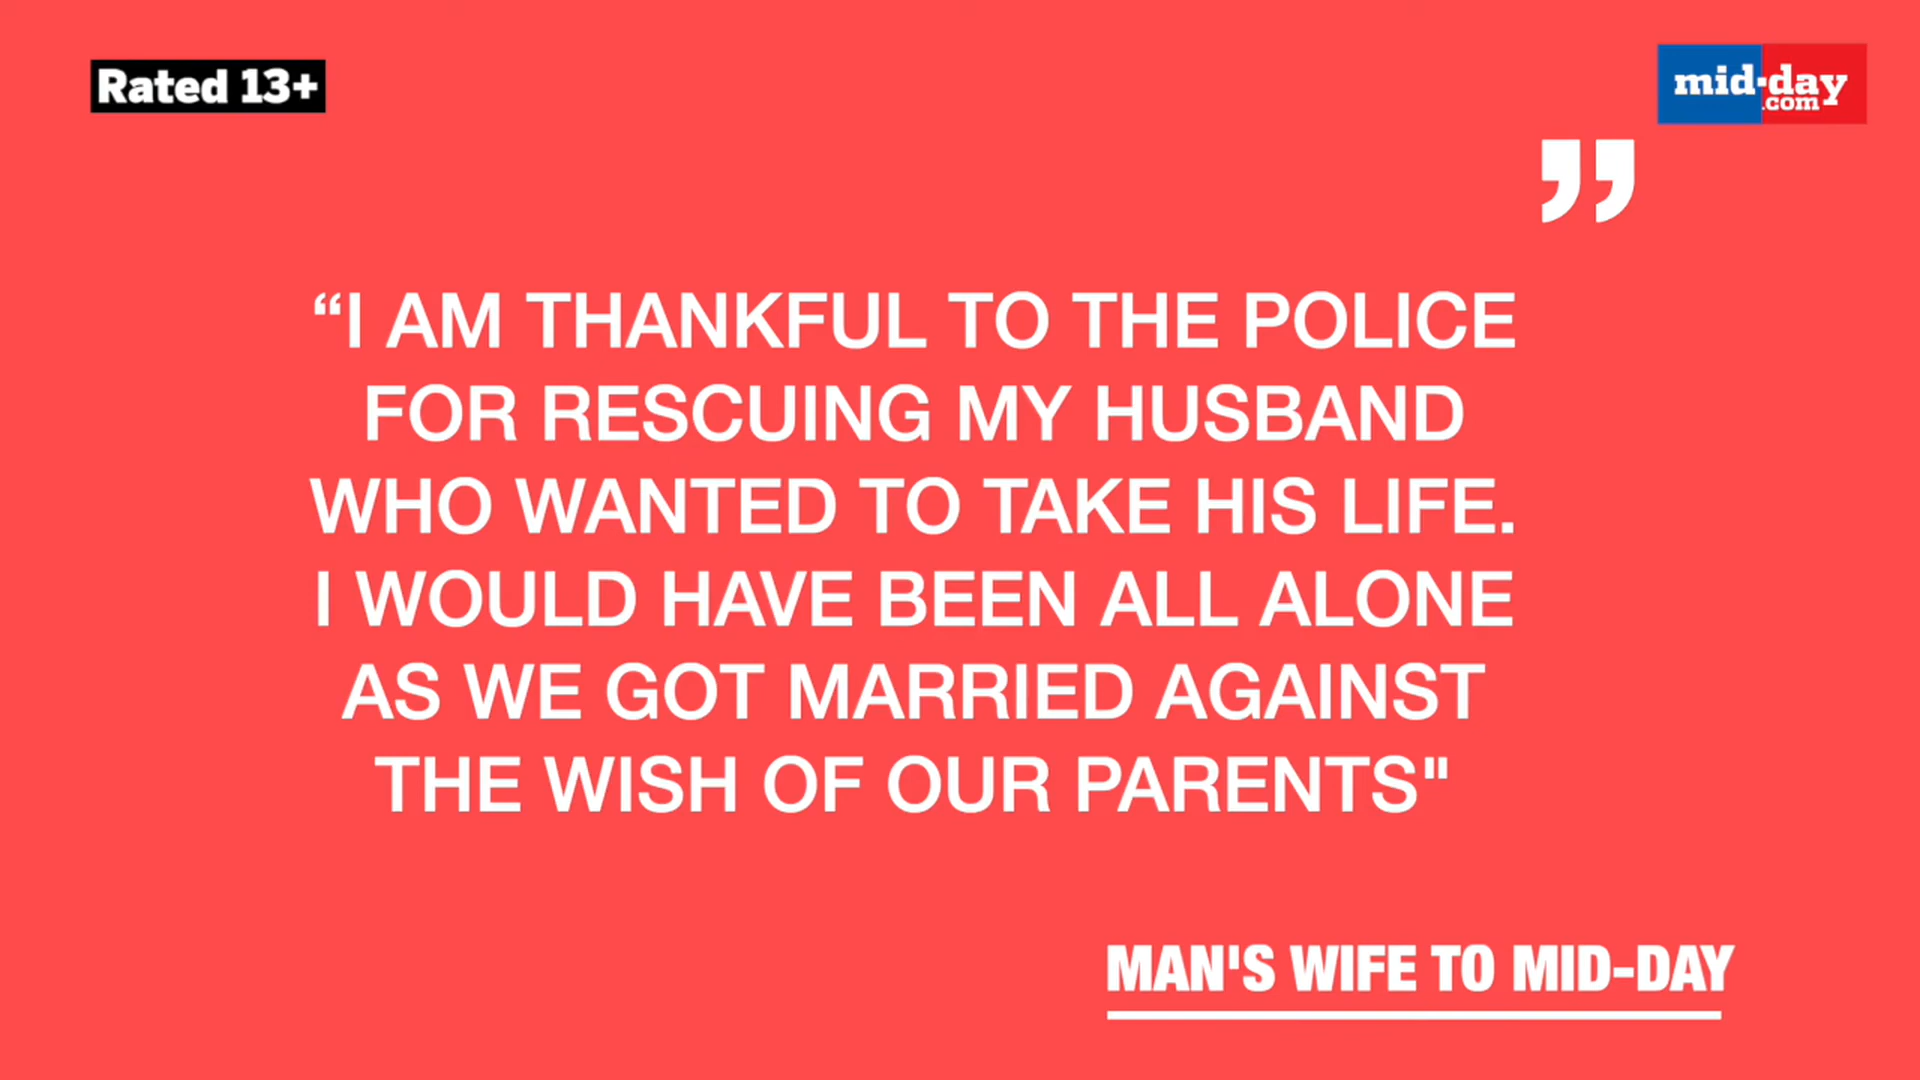 Rated 13+
mid-day
.com
”
“I AM THANKFUL TO THE POLICE
FOR RESCUING MY HUSBAND
WHO WANTED TO TAKE HIS LIFE.
I WOULD HAVE BEEN ALL ALONE
AS WE GOT MARRIED AGAINST
THE WISH OF OUR PARENTS"
MAN'S WIFE TO MID-DAY